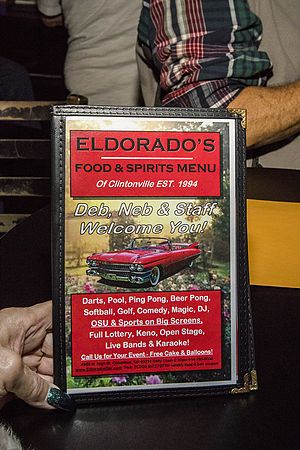 ELDORADO'S
FOOD & SPIRITS MENU
Of Clintonville EST. 1994
Deb, Neb & Staff
Welcome You!
Darts, Pool, Ping Pong, Beer Pong,
Softball, Golf, Comedy, Magic, DJ,
OSU & Sports on Big Screens,
Full Lottery, Keno, Open Stage,
Live Bands & Karaoke!
Call Us for Your Event - Free Cake & Balloons!